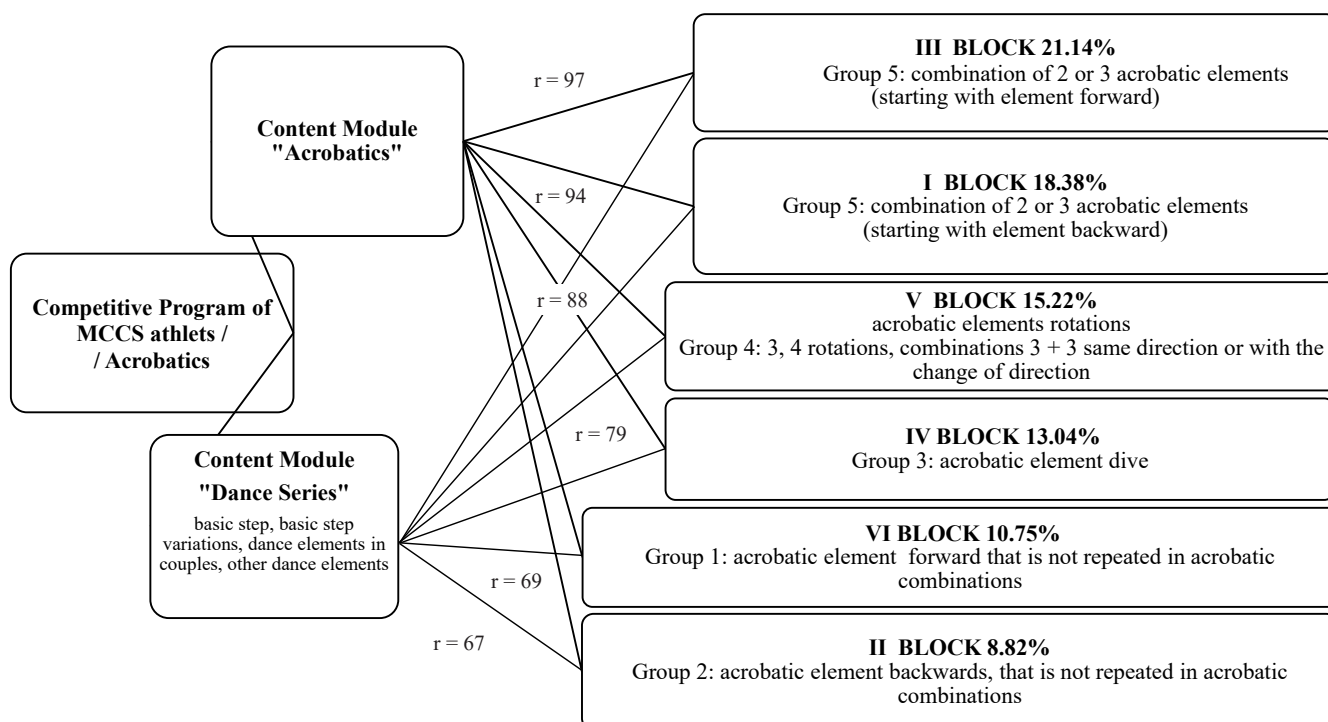 Content Module
"Acrobatics"
Competitive Program of
MCCS athlets /
/ Acrobatics
Content Module
"Dance Series"
basic step, basic step
variations, dance elements in
couples, other dance elements
r = 97
r = 94
r = 88
r = 79
r = 69
r = 67
III BLOCK 21.14%
Group 5: combination of 2 or 3 acrobatic elements
(starting with element forward)
I BLOCK 18.38%
Group 5: combination of 2 or 3 acrobatic elements
(starting with element backward)
V BLOCK 15.22%
acrobatic elements rotations
Group 4: 3, 4 rotations, combinations 3 + 3 same direction or with the
change of direction
IV BLOCK 13.04%
Group 3: acrobatic element dive
VI BLOCK 10.75%
Group 1: acrobatic element forward that is not repeated in acrobatic
combinations
II BLOCK 8.82%
Group 2: acrobatic element backwards, that is not repeated in acrobatic
combinations